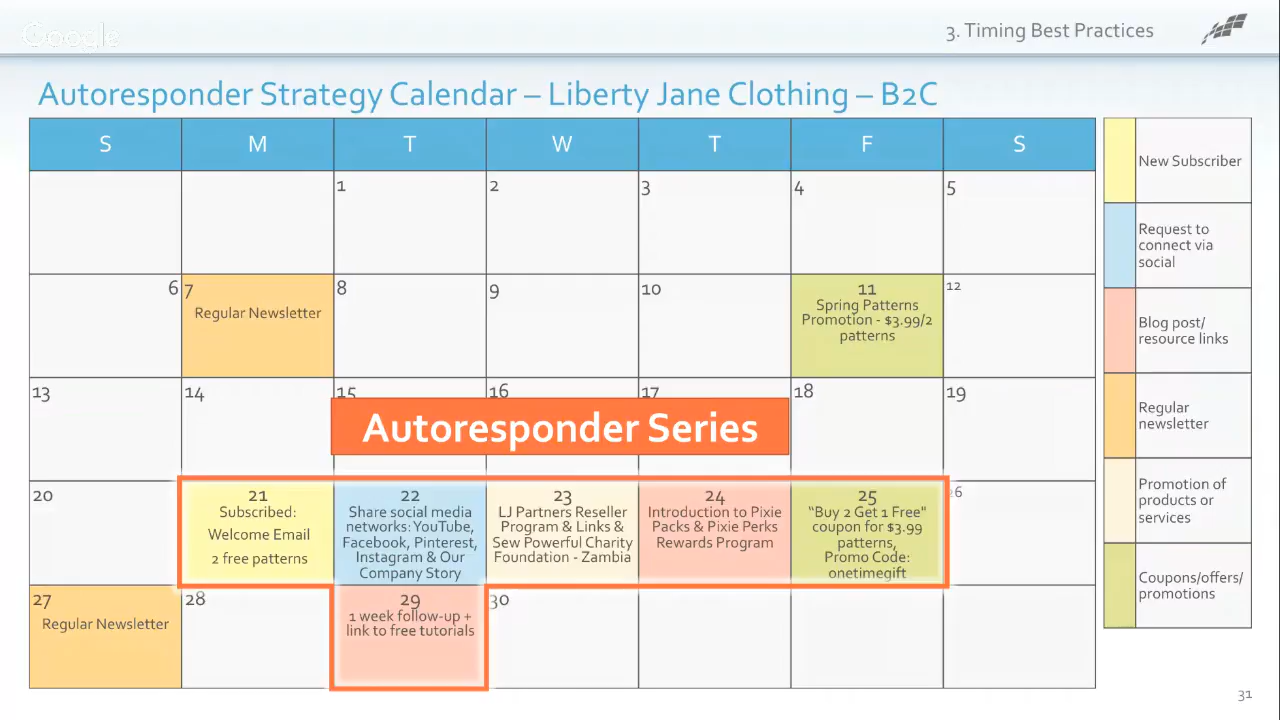 Google
3. Timing Best Practices
Autoresponder Strategy Calendar – Liberty Jane Clothing – B2C
S M T W T F S
1 2 3 4 5
6 7 8 9 10 11 12
Regular Newsletter
Spring Patterns
Promotion - $3.99/2
patterns
13 14 15 16 17 18 19
Autoresponder Series
20 21 22 23 24 25 26
Subscribed:
Welcome Email
2 free patterns
Share social media
networks: YouTube,
Facebook, Pinterest,
Instagram & Our
Company Story
LJ Partners Reseller
Program & Links &
Sew Powerful Charity
Foundation - Zambia
Introduction to Pixie
Packs & Pixie Perks
Rewards Program
"Buy 2 Get 1 Free"
coupon for $3.99
patterns,
Promo Code:
onetimegift
27 28 29 30
Regular Newsletter
1 week follow-up +
link to free tutorials
New Subscriber
Request to
connect via
social
Blog post/
resource links
Regular
newsletter
Promotion of
products or
services
Coupons/offers/
promotions
31